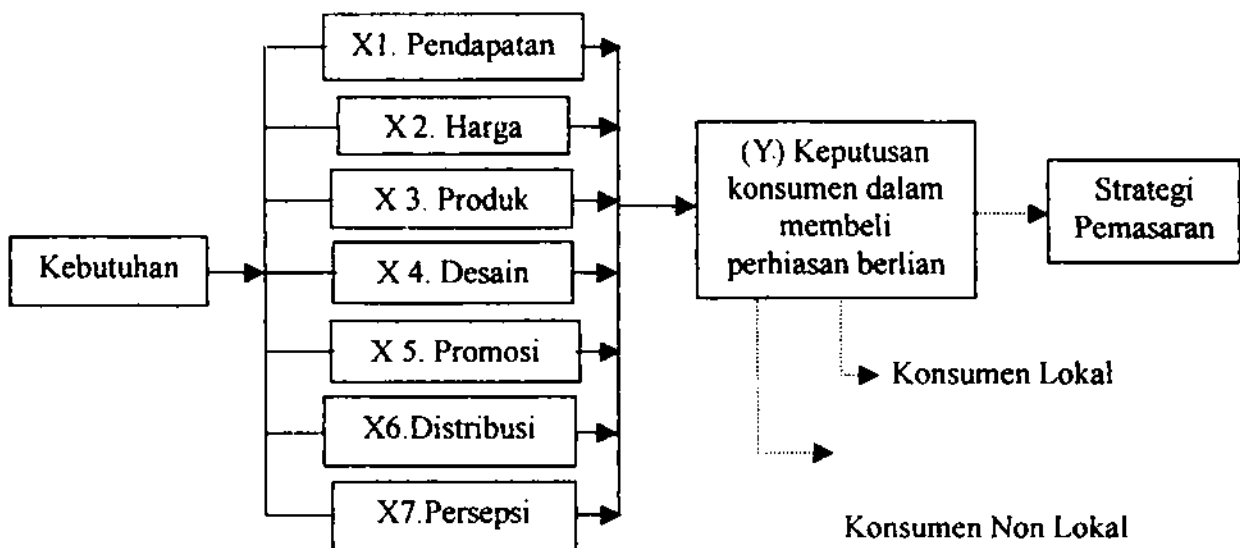 Kebutuhan
X1. Pendapatan
X 2. Harga
X 3. Produk
X 4. Desain
X 5. Promosi
X6.Distribusi
X7.Persepsi
(Y.) Keputusan
konsumen dalam
membeli
perhiasan berlian
Strategi
Pemasaran
Konsumen Lokal
Konsumen Non Lokal